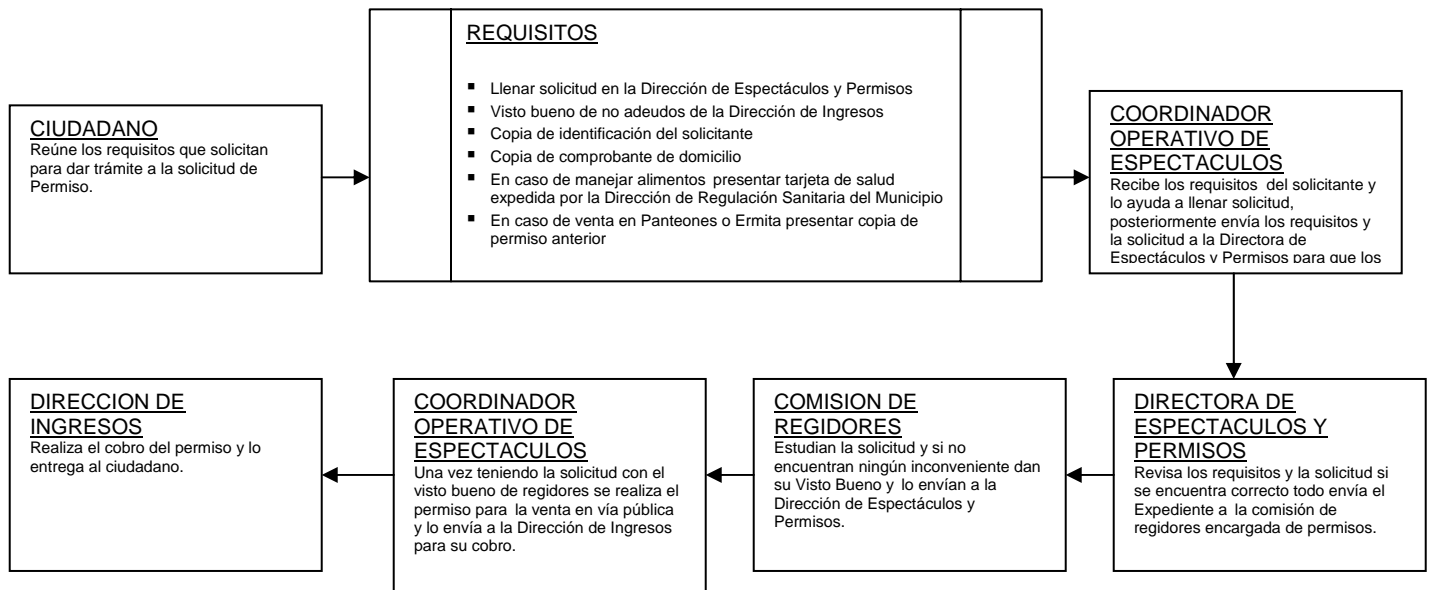 CIUDADANO
Reúne los requisitos que solicitan
para dar trámite a la solicitud de
Permiso.
REQUISITOS
▪ Llenar solicitud en la Dirección de Espectáculos y Permisos
▪ Visto bueno de no adeudos de la Dirección de Ingresos
▪ Copia de identificación del solicitante
▪ Copia de comprobante de domicilio
▪ En caso de manejar alimentos presentar tarjeta de salud
expedida por la Dirección de Regulación Sanitaria del Municipio
▪ En caso de venta en Panteones o Ermita presentar copia de
permiso anterior
COORDINADOR
OPERATIVO DE
ESPECTACULOS
Recibe los requisitos del solicitante y
lo ayuda a llenar solicitud,
posteriormente envía los requisitos y
la solicitud a la Directora de
Espectáculos y Permisos para que los
DIRECTORA DE
ESPECTACULOS Y
PERMISOS
Revisa los requisitos y la solicitud si
se encuentra correcto todo envía el
Expediente a la comisión de
regidores encargada de permisos.
COMISION DE
REGIDORES
Estudian la solicitud y si no
encuentran ningún inconveniente dan
su Visto Bueno y lo envían a la
Dirección de Espectáculos y
Permisos.
COORDINADOR
OPERATIVO DE
ESPECTACULOS
Una vez teniendo la solicitud con el
visto bueno de regidores se realiza el
permiso para la venta en vía pública
y lo envía a la Dirección de Ingresos
para su cobro.
DIRECCION DE
INGRESOS
Realiza el cobro del permiso y lo
entrega al ciudadano.